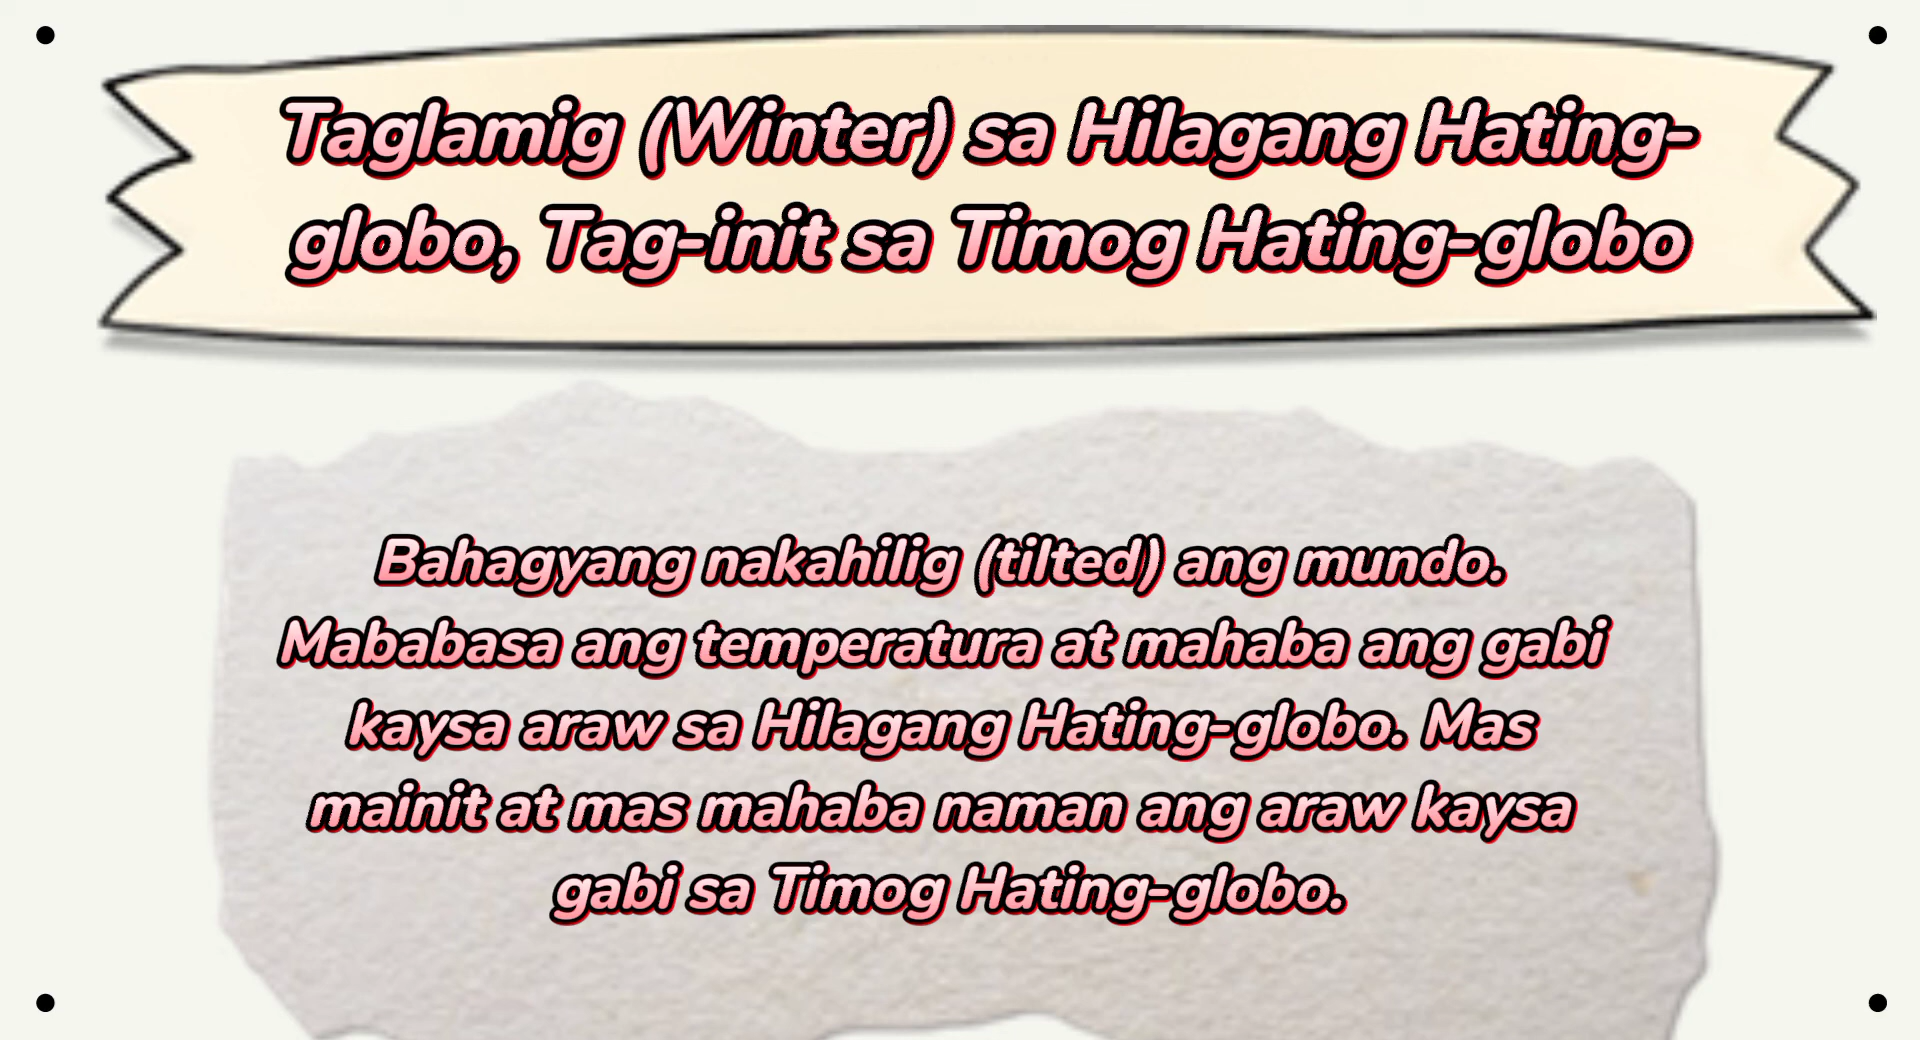 Taglamig (Winter) sa Hilagang Hating-
globo, Tag-init sa Timog Hating-globo
Bahagyang nakahilig (tilted) ang mundo.
Mababasa ang temperatura at mahaba ang gabi
kaysa araw sa Hilagang Hating-globo. Mas
mainit at mas mahaba naman ang araw kaysa
gabi sa Timog Hating-globo.